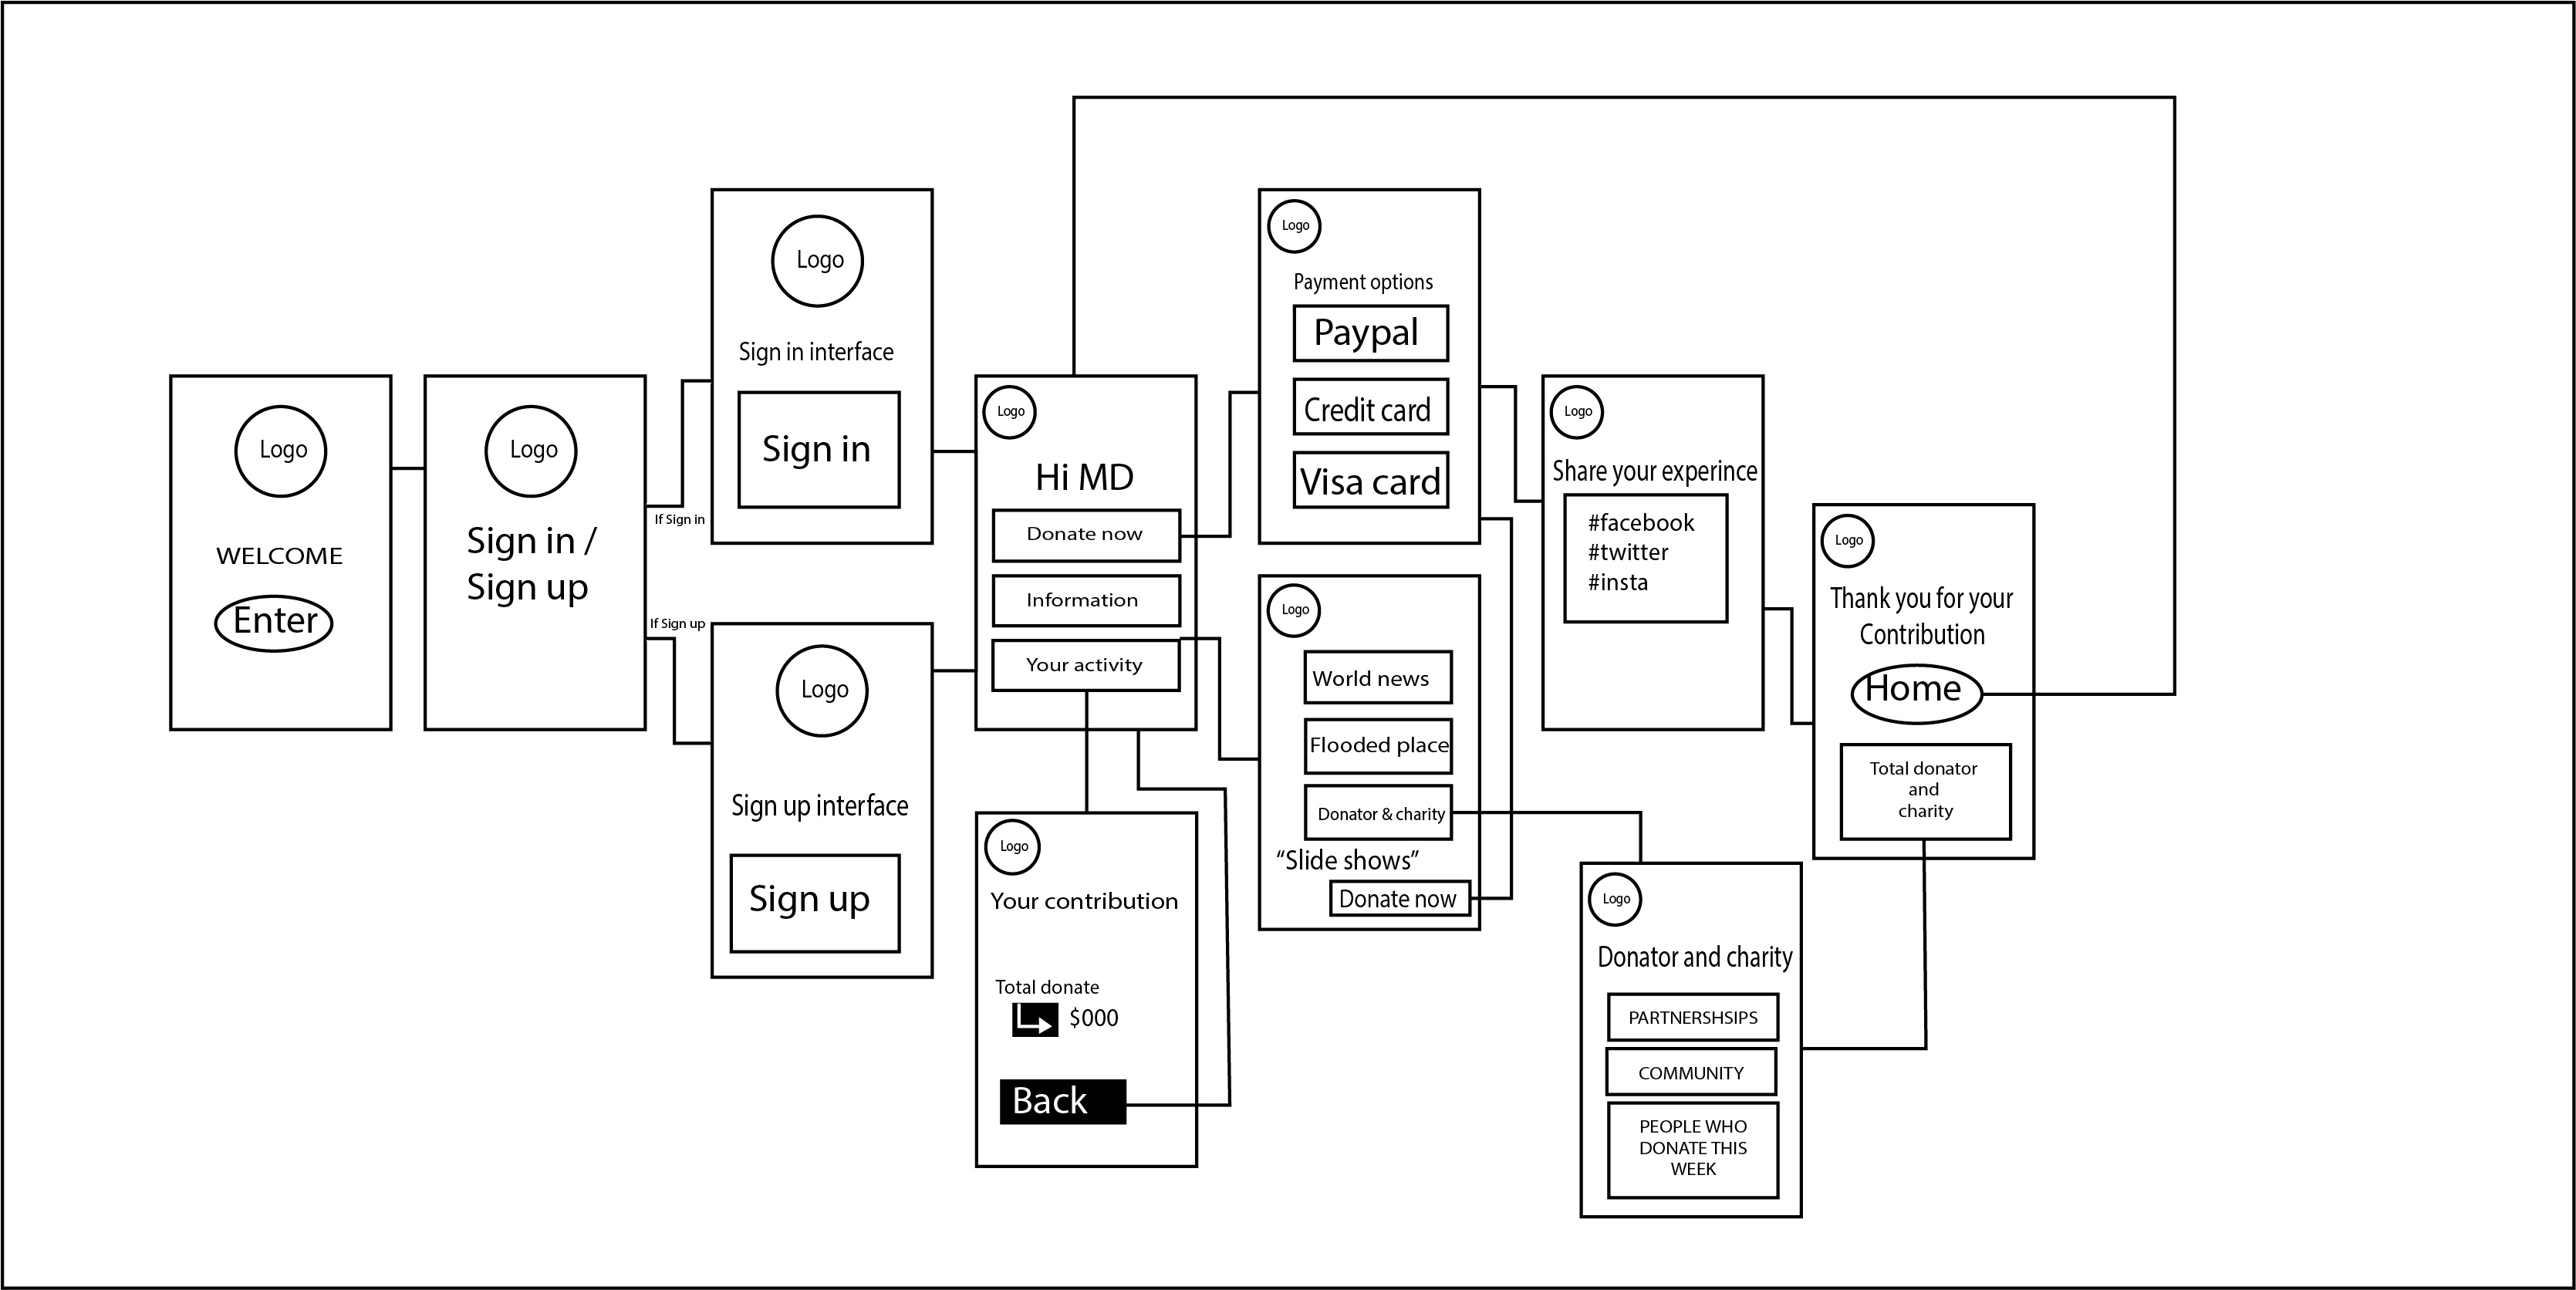 Logo
WELCOME
Enter
Logo
Sign in /
Sign up
If Sign in
If Sign up
Logo
Sign in interface
Sign in
Logo
Sign up interface
Sign up
Logo
Hi MD
Donate now
Information
Your activity
Logo
Your contribution
Total donate
$000
Back
Logo
Payment options
Paypal
Credit card
Visa card
Logo
World news
Flooded place
Donator & charity
“Slide shows”
Donate now
Logo
Share your experince
#facebook
#twitter
#insta
Logo
Thank you for your
Contribution
Home
Total donator
and
charity
Logo
Donator and charity
PARTNERSHSIPS
COMMUNITY
PEOPLE WHO
DONATE THIS
WEEK